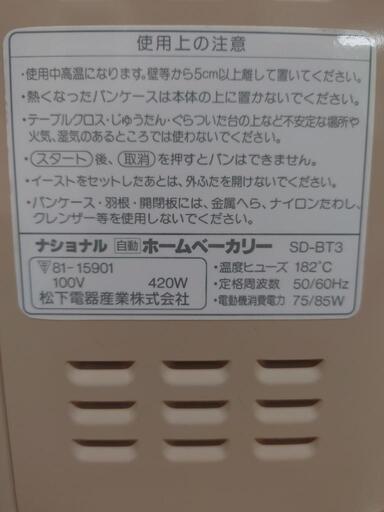 使用上の注意
・使用中高温になります。壁等から5cm以上離して置いてください。
・熱くなったパンケースは本体の上に置かないでください。
・テーブルクロス・じゅうたん・ぐらついた台の上など不安定な場所や
火気、湿気のあるところでは使わないでください。
・スタート後、取消を押すとパンはできません。
・イーストをセットしたあとは、外ふたを開けないでください。
・パンケース・羽根・開閉板には、金属へら、ナイロンたわし、
クレンザー等を使用しないでください。
ナショナル 自動 ホームベーカリー SD-BT3
〒81-15901
100V 420W
松下電器産業株式会社
・温度ヒューズ 182℃
・定格周波数 50/60Hz
・電動機消費電力 75/85W